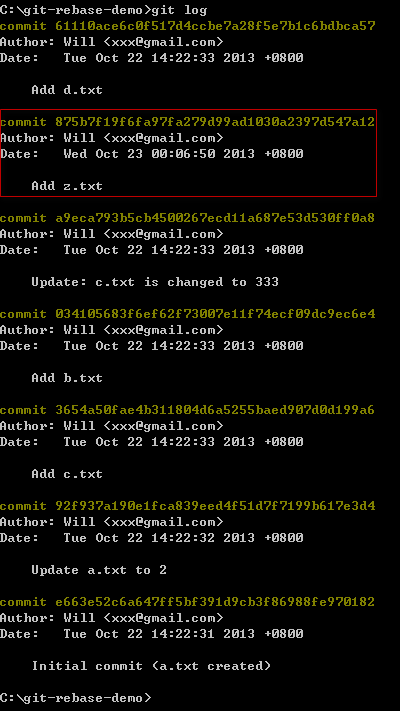 C:\git-rebase-demo>git log
commit 61110ace6c0f517d4ccbe7a28f5e7b1c6bdbca57
Author: Will <xxx@gmail.com>
Date:   Tue Oct 22 14:22:33 2013 +0800
    Add d.txt
commit 875b7f19f6fa97fa279d99ad1030a2397d547a12
Author: Will <xxx@gmail.com>
Date:   Wed Oct 23 00:06:50 2013 +0800
    Add z.txt
commit a9eca793b5cb4500267ecd11a687e53d530ff0a8
Author: Will <xxx@gmail.com>
Date:   Tue Oct 22 14:22:33 2013 +0800
    Update: c.txt is changed to 333
commit 034105683f6ef62f73007e11f74ecf09dc9ec6e4
Author: Will <xxx@gmail.com>
Date:   Tue Oct 22 14:22:33 2013 +0800
    Add b.txt
commit 3654a50fae4b311804d6a5255baed907d0d199a6
Author: Will <xxx@gmail.com>
Date:   Tue Oct 22 14:22:33 2013 +0800
    Add c.txt
commit 92f937a190e1fca839eed4f51d7f7199b617e3d4
Author: Will <xxx@gmail.com>
Date:   Tue Oct 22 14:22:32 2013 +0800
    Update a.txt to 2
commit e663e52c6a647ff5bf391d9cb3f86988fe970182
Author: Will <xxx@gmail.com>
Date:   Tue Oct 22 14:22:31 2013 +0800
    Initial commit (a.txt created)
C:\git-rebase-demo>